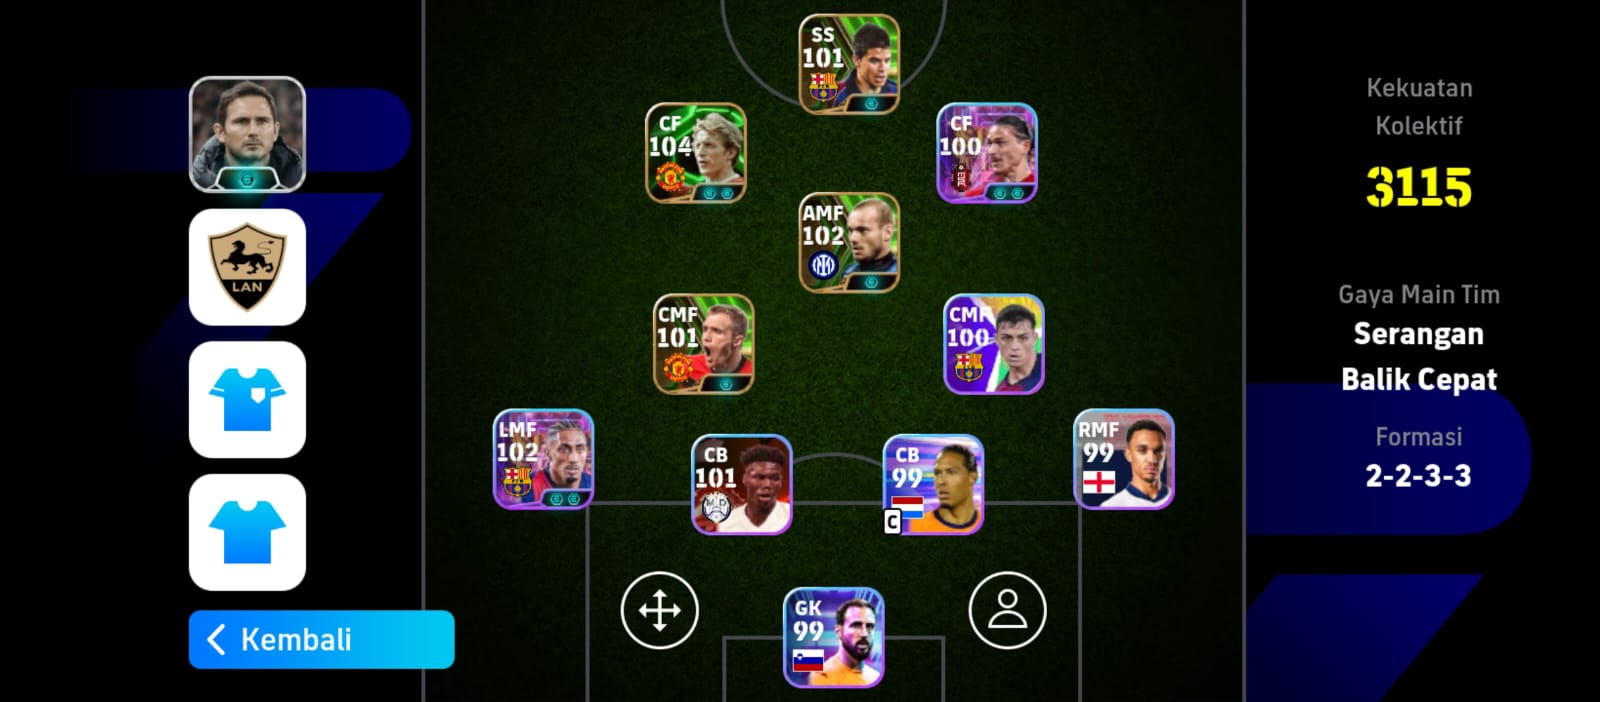 SS
101
CF
104
CF
100
AMF
102
CMF
101
CMF
100
LMF
102
CB
101
CB
99
C
RMF
99
GK
99
LAN
Kembali
Kekuatan
Kolektif
3115
Gaya Main Tim
Serangan
Balik Cepat
Formasi
2-2-3-3